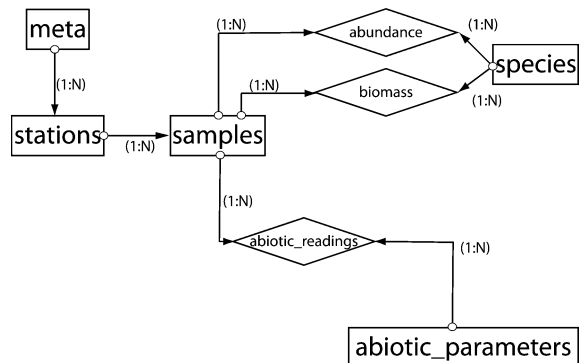 meta
(1:N)
abundance
(1:N)
species
(1:N)
(1:N)
biomass
(1:N)
stations
(1:N)
samples
(1:N)
abiotic_readings
(1:N)
abiotic_parameters